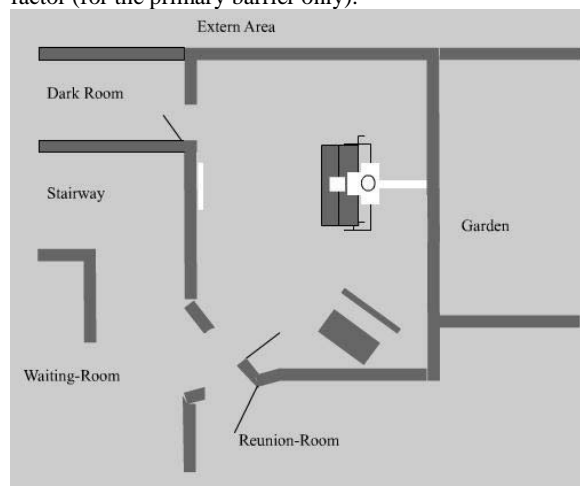 factor (for the primary barrier only).
Extern Area
Dark Room
Stairway
Garden
Waiting-Room
Reunion-Room